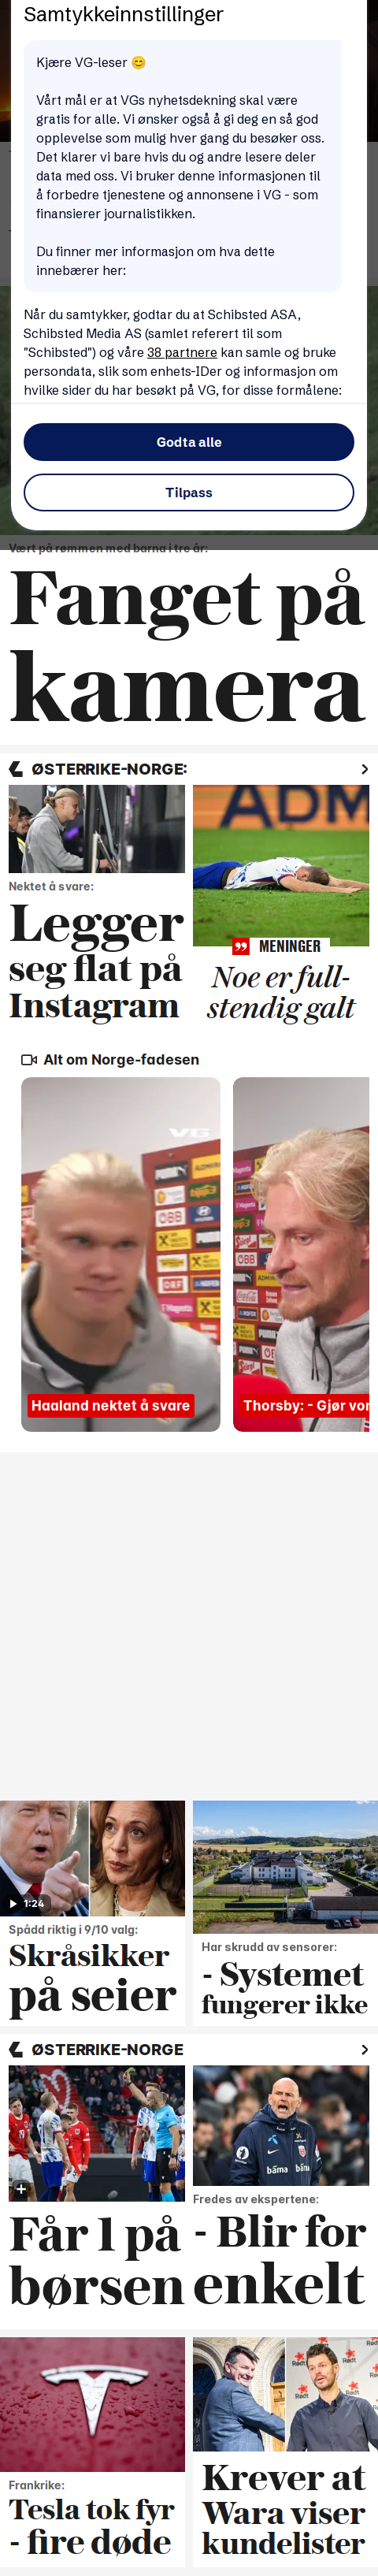 Samtykkeinnstillinger
Kjære VG-leser 😊
Vårt mål er at VGs nyhetsdekning skal være
gratis for alle. Vi ønsker også å gi deg en så god
opplevelse som mulig hver gang du besøker oss.
Det klarer vi bare hvis du og andre lesere deler
data med oss. Vi bruker denne informasjonen til
å forbedre tjenestene og annonsene i VG - som
finansierer journalistikken.
Du finner mer informasjon om hva dette
innebærer her:
Når du samtykker, godtar du at Schibsted ASA,
Schibsted Media AS (samlet referert til som
"Schibsted") og våre 38 partnere kan samle og bruke
persondata, slik som enhets-IDer og informasjon om
hvilke sider du har besøkt på VG, for disse formålene:
Godta alle
Tilpass
Vært på rømmen med barna i tre år:
Fanget på
kamera
ØSTERRIKE-NORGE:
Nektet å svare:
Legger
seg flat på
Instagram
ADM
MENINGER
Noe er full-
stendig galt
Alt om Norge-fadesen
VG
Haaland nektet å svare
Thorsby: - Gjør vor
1:24
Spådd riktig i 9/10 valg:
Skråsikker
på seier
Har skrudd av sensorer:
- Systemet
fungerer ikke
ØSTERRIKE-NORGE
Får 1 på
børsen
bama
bama
Fredes av ekspertene:
- Blir for
enkelt
Frankrike:
Tesla tok fyr
- fire døde
Rødt
Rødt
Krever at
Wara viser
kundelister